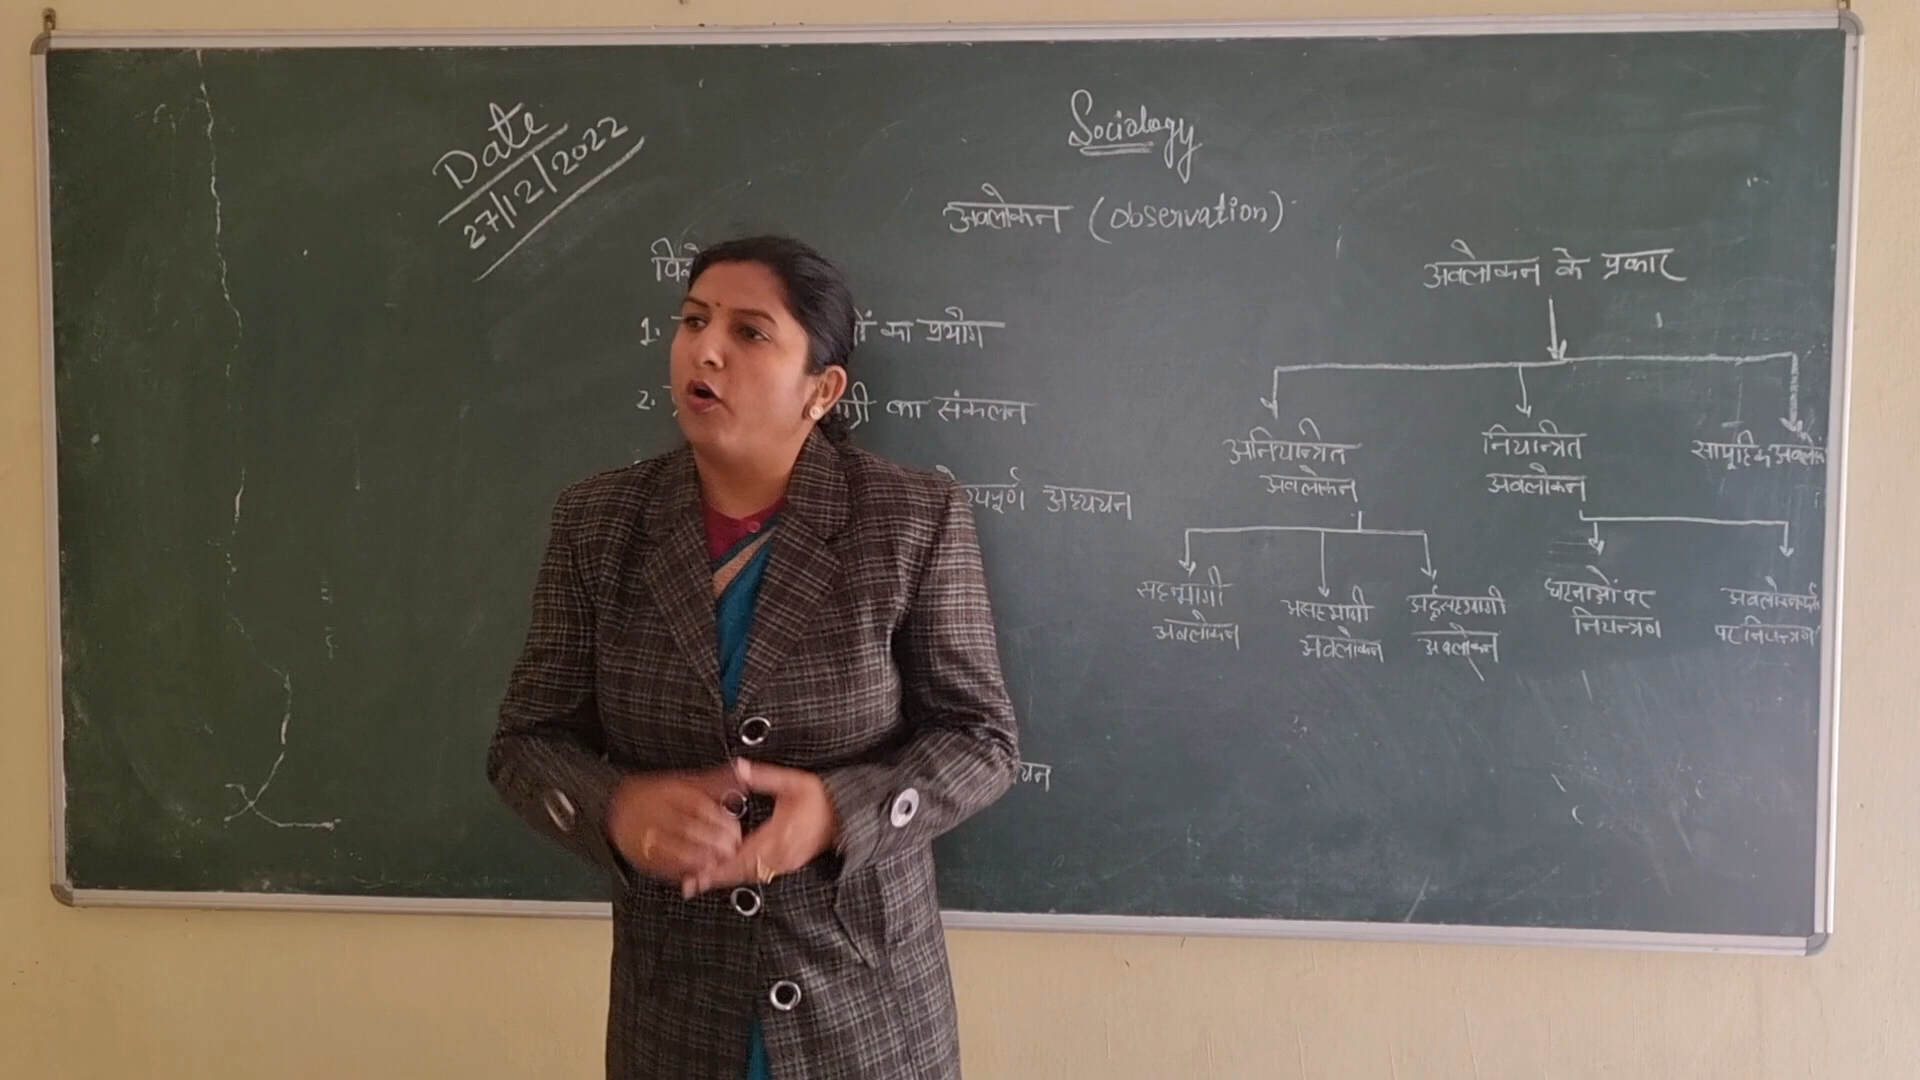 Date
27/12/2022
Sociology
अवलोकन (observation)
1. का प्रयोग
2. का संकलन
अध्ययन
अवलोकन के प्रकार
अनियन्त्रित
अवलोकन
नियन्त्रित
अवलोकन
सामूहिक अवलोकन
सहभागी
अवलोकन
असहभागी
अवलोकन
अर्द्धसहभागी
अवलोकन
घटनाओं पर
नियन्त्रण
पर नियन्त्रण